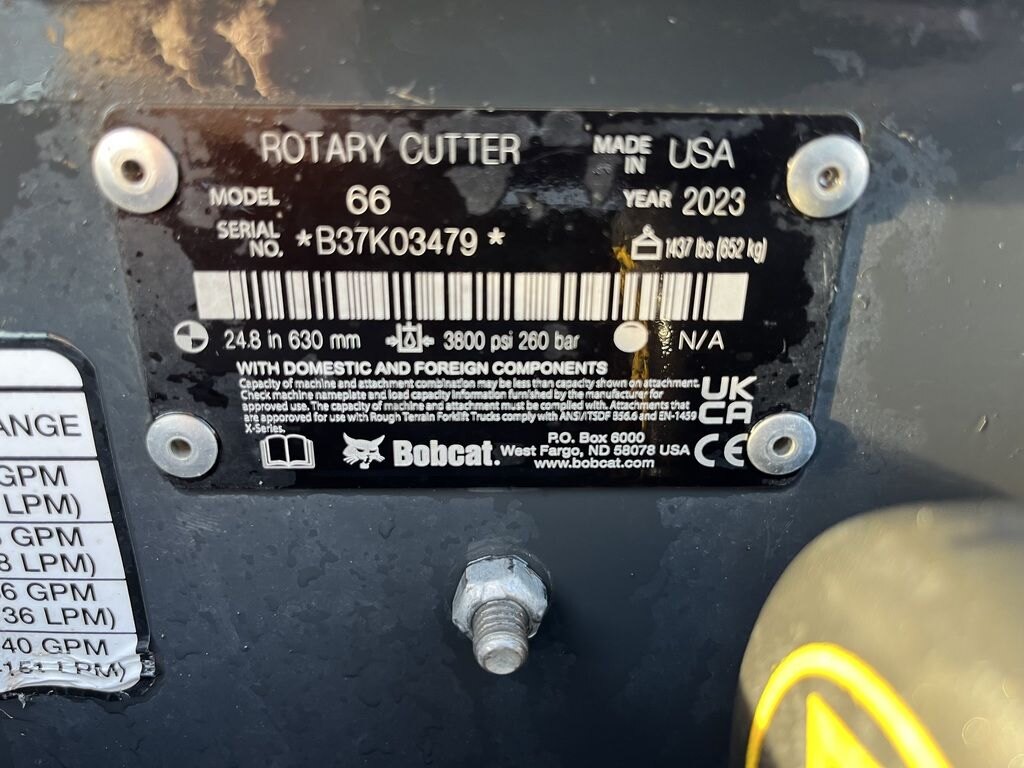 ROTARY CUTTER MADE IN USA
MODEL 66 YEAR 2023
SERIAL NO. *B37K03479* 1437 lbs (652 kg)
24.8 in 630 mm 3800 psi 260 bar N/A
WITH DOMESTIC AND FOREIGN COMPONENTS
Capacity of machine and attachment combination may be less than capacity shown on attachment.
Check machine nameplate and load capacity information furnished by the manufacturer for
approved use. The capacity of machine and attachment must be complied with. Attachments that
are approved for use with Rough Terrain Forklift Trucks comply with ANSI/ITSDF B56.6 and EN-1459
X-Series.
UK
CA
Bobcat.
P.O. Box 6000
West Fargo, ND 58078 USA
www.bobcat.com
CE
ANGE
GPM
LPM)
GPM
8 LPM)
6 GPM
36 LPM)
40 GPM
151 LPM)